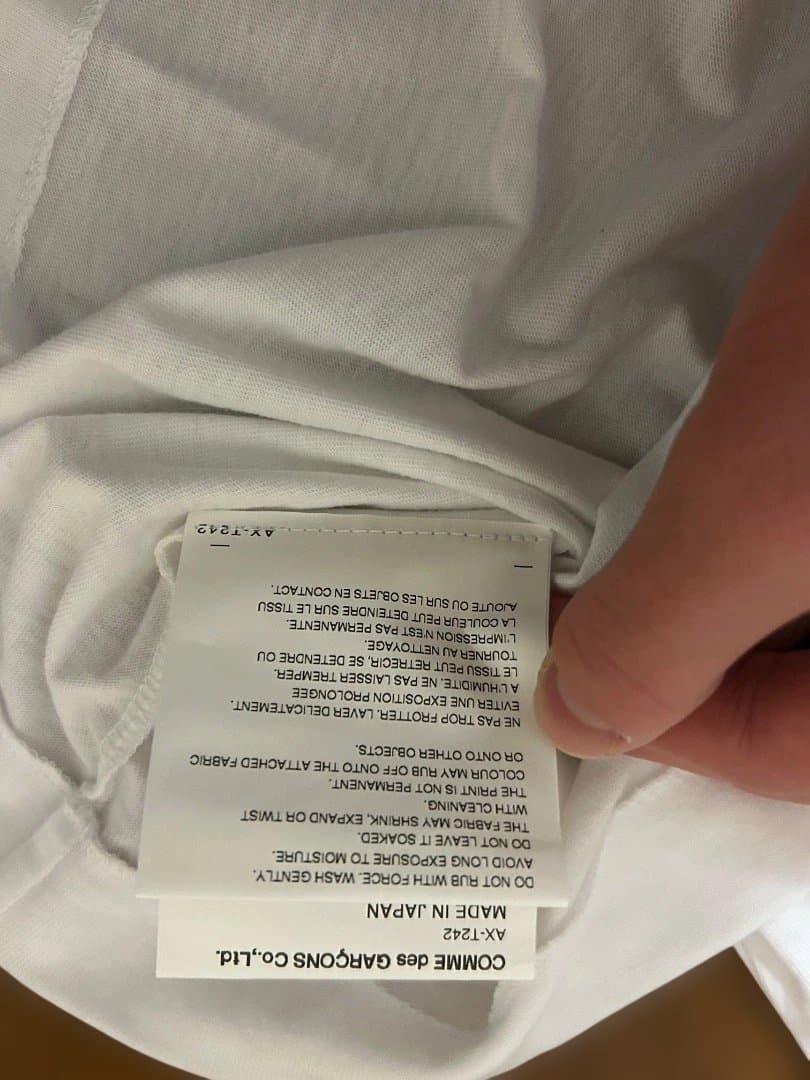 COMME des GARÇONS Co.,Ltd.
AX-T242
MADE IN JAPAN
DO NOT RUB WITH FORCE. WASH GENTLY.
AVOID LONG EXPOSURE TO MOISTURE.
DO NOT LEAVE IT SOAKED.
THE FABRIC MAY SHRINK, EXPAND OR TWIST
WITH CLEANING.
THE PRINT IS NOT PERMANENT.
COLOUR MAY RUB OFF ONTO THE ATTACHED FABRIC
OR ONTO OTHER OBJECTS.
NE PAS TROP FROTTER. LAVER DELICATEMENT.
EVITER UNE EXPOSITION PROLONGEE
A L'HUMIDITE. NE PAS LAISSER TREMPER.
LE TISSU PEUT RETRECIR, SE DETENDRE OU
TOURNER AU NETTOYAGE.
L'IMPRESSION N'EST PAS PERMANENTE.
LA COULEUR PEUT DETEINDRE SUR LE TISSU
AJOUTE OU SUR LES OBJETS EN CONTACT.
AX-T242